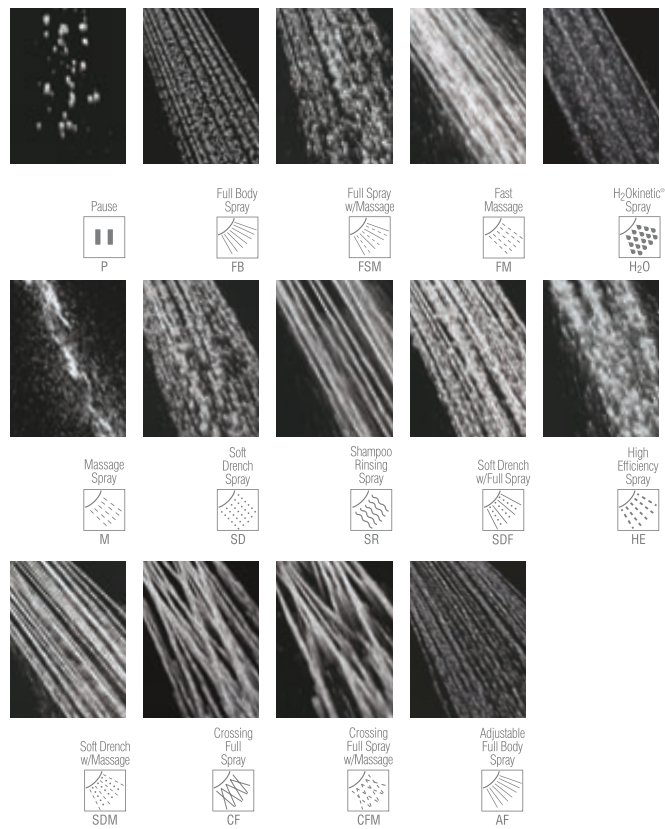 Pause
P
Full Body
Spray
FB
Full Spray
w/Massage
FSM
Fast
Massage
FM
H₂Okinetic®
Spray
H₂O
Massage
Spray
M
Soft
Drench
Spray
SD
Shampoo
Rinsing
Spray
SR
Soft Drench
w/Full Spray
SDF
High
Efficiency
Spray
HE
Soft Drench
w/Massage
SDM
Crossing
Full
Spray
CF
Crossing
Full Spray
w/Massage
CFM
Adjustable
Full Body
Spray
AF